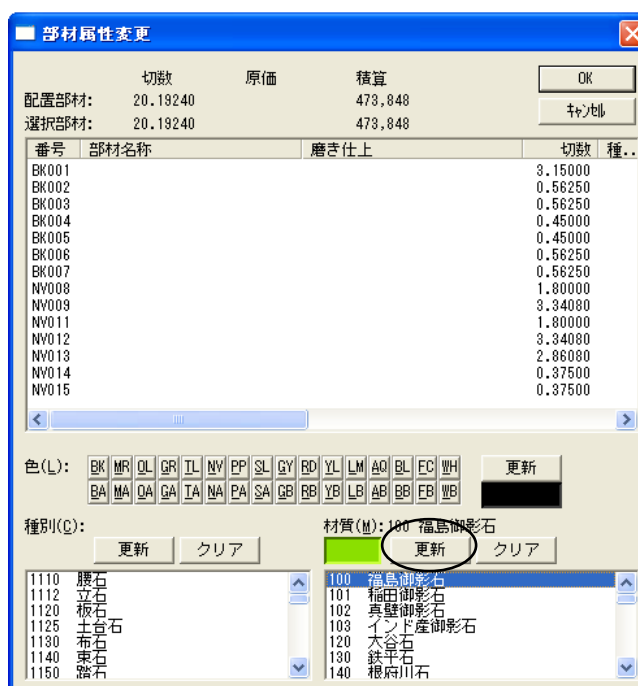 部材属性変更
切数 原価 積算
配置部材: 20.19240 473,848
選択部材: 20.19240 473,848
OK
キャンセル
番号 部材名称 磨き仕上 切数 種..
BK001 3.15000
BK002 0.56250
BK003 0.56250
BK004 0.45000
BK005 0.45000
BK006 0.56250
BK007 0.56250
NV008 1.80000
NV009 3.34080
NV011 1.80000
NV012 3.34080
NV013 2.86080
NV014 0.37500
NV015 0.37500
色(L): BK MR OL GR TL NV PP SL GY RD YL LM AQ BL FC WH 更新
BA MA OA GA TA NA PA SA GB RB YB LB AB BB FB WB
種別(C): 材質(M):100 福島御影石
更新 クリア 更新 クリア
1110 腰石
1112 立石
1120 板石
1125 土台石
1130 布石
1140 束石
1150 踏石
100 福島御影石
101 稲田御影石
102 真壁御影石
103 インド産御影石
120 大谷石
130 鉄平石
140 根府川石